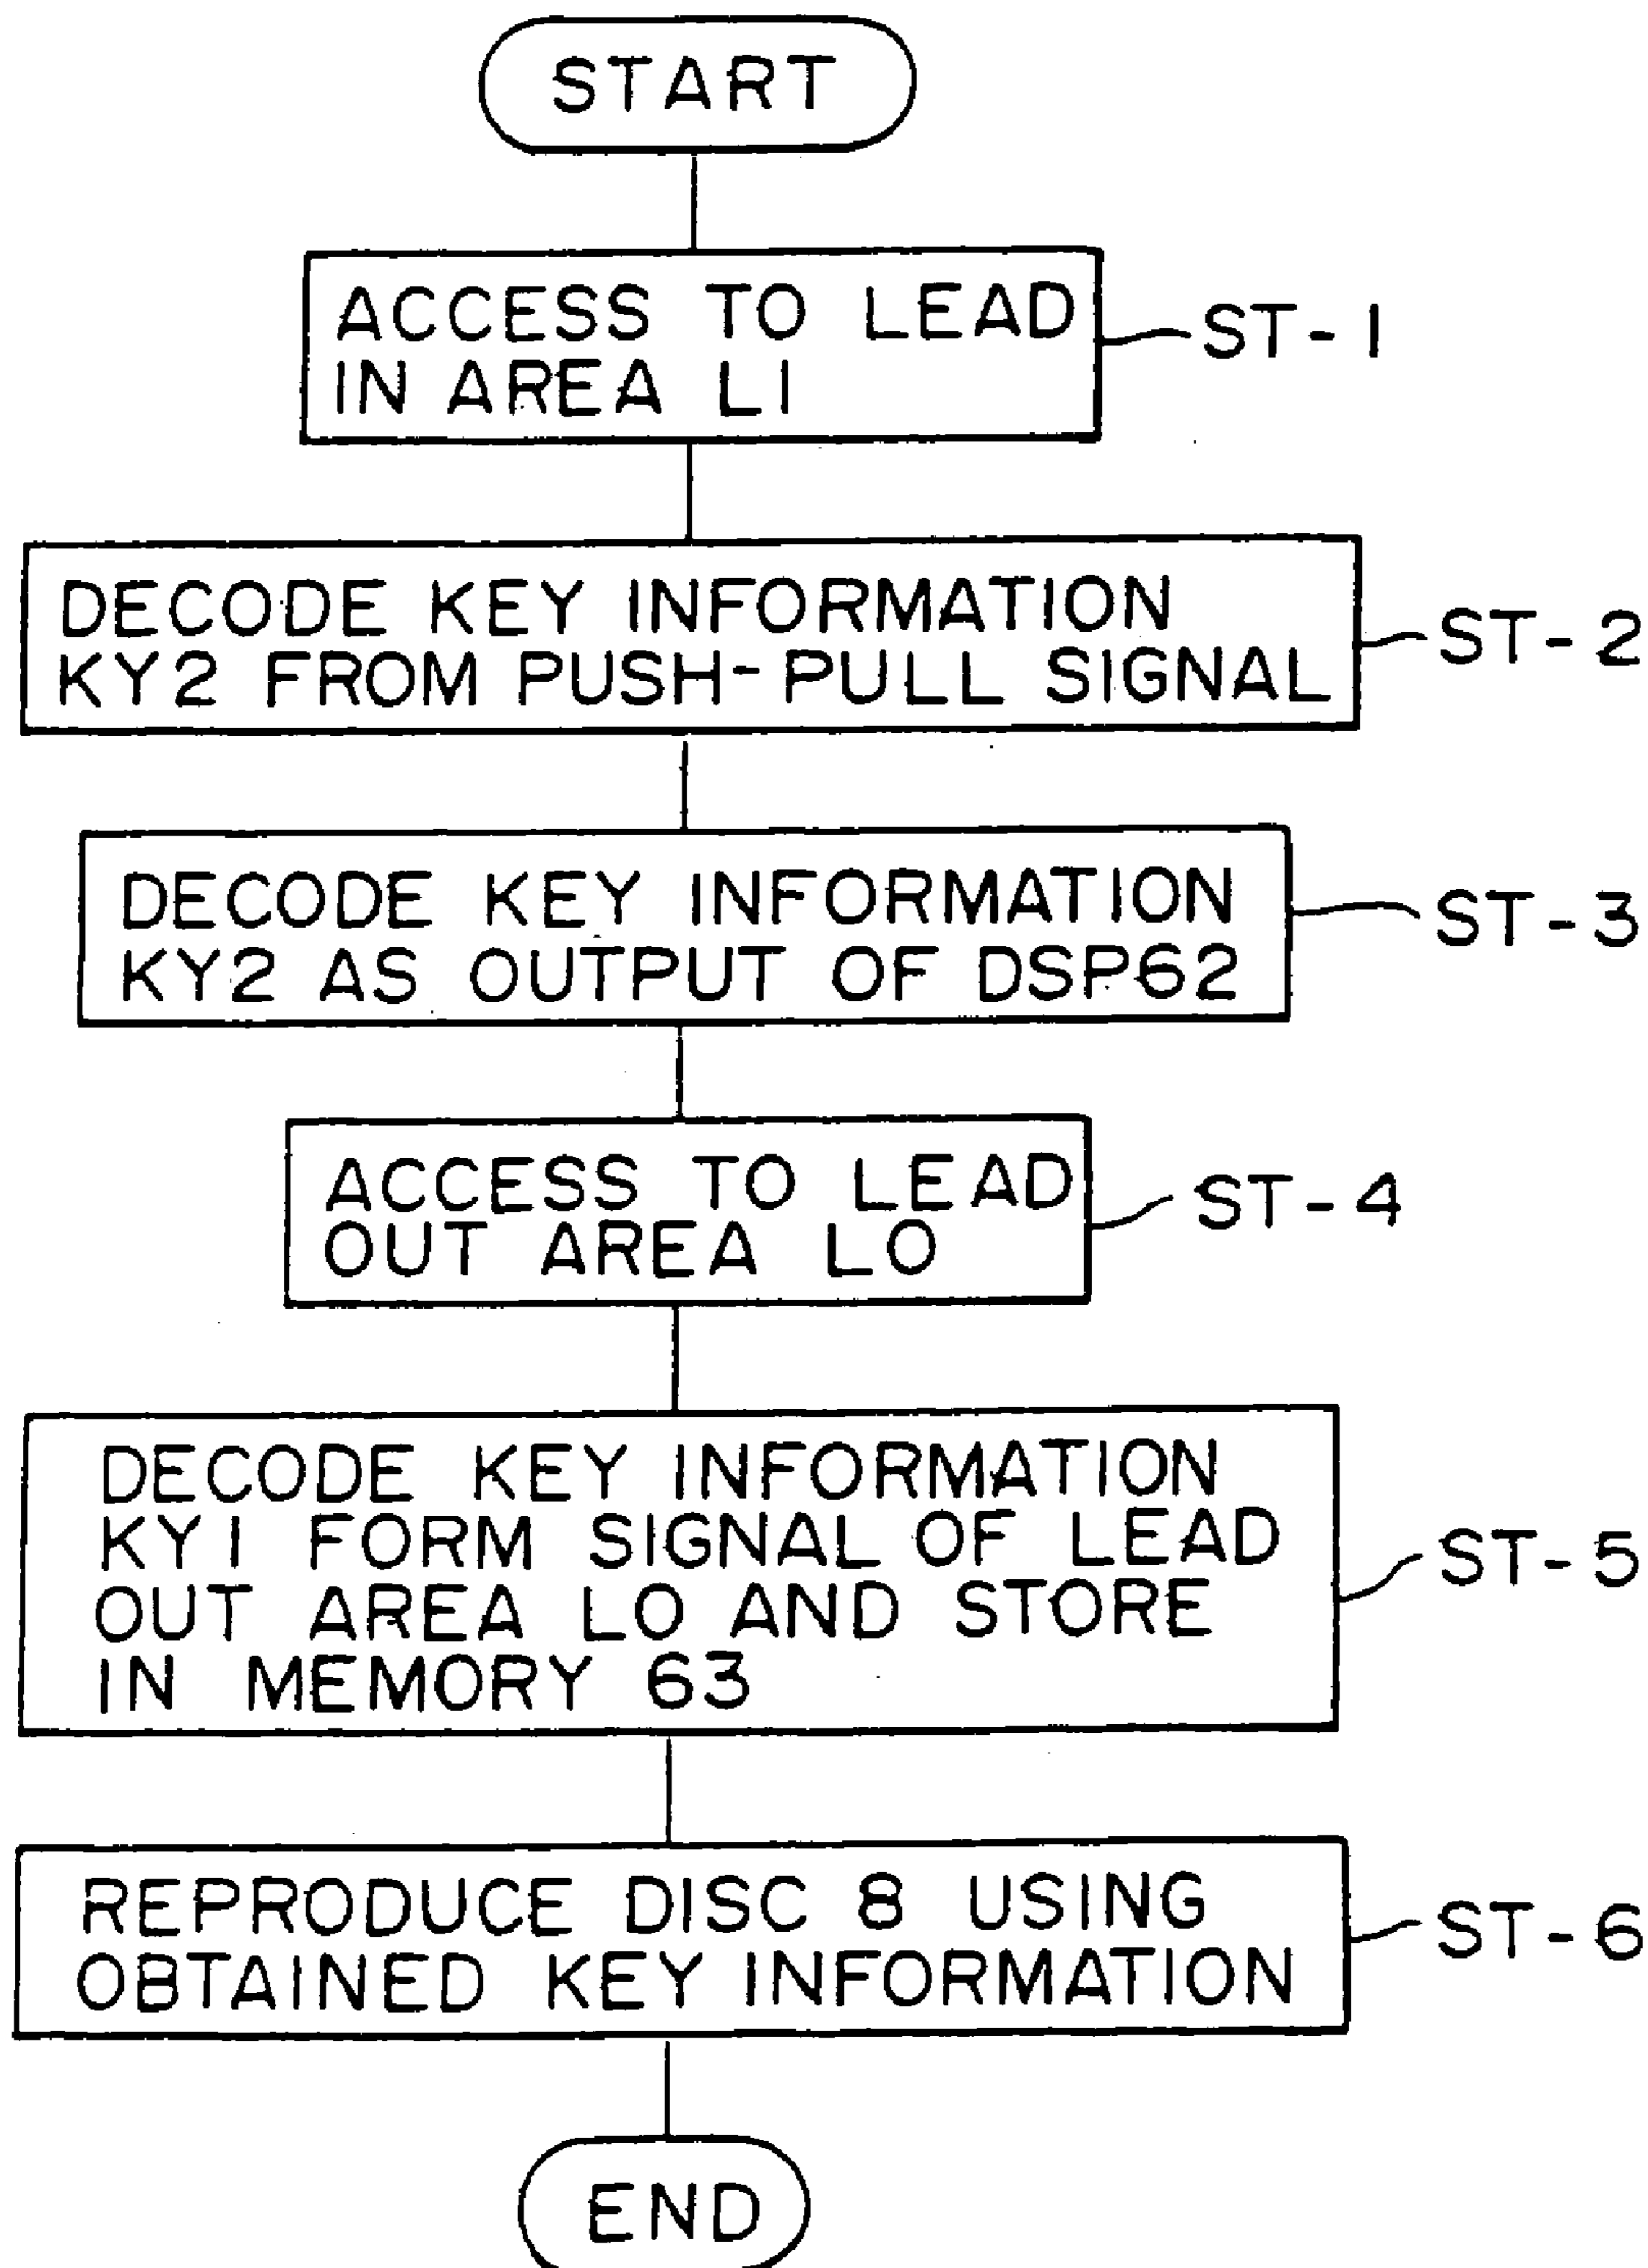 START
ACCESS TO LEAD
IN AREA LI
ST-1
DECODE KEY INFORMATION
KY2 FROM PUSH-PULL SIGNAL
ST-2
DECODE KEY INFORMATION
KY2 AS OUTPUT OF DSP62
ST-3
ACCESS TO LEAD
OUT AREA LO
ST-4
DECODE KEY INFORMATION
KY1 FORM SIGNAL OF LEAD
OUT AREA LO AND STORE
IN MEMORY 63
ST-5
REPRODUCE DISC 8 USING
OBTAINED KEY INFORMATION
ST-6
END